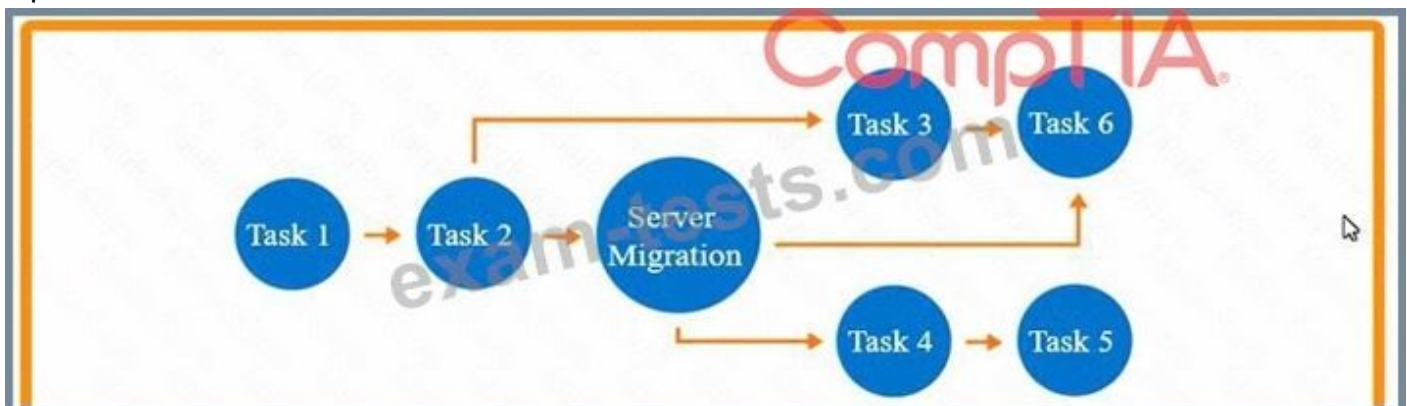 CompTIA.
Task 3
Task 6
Task 1
Task 2
Server
Migration
Task 4
Task 5
exam-tests.com